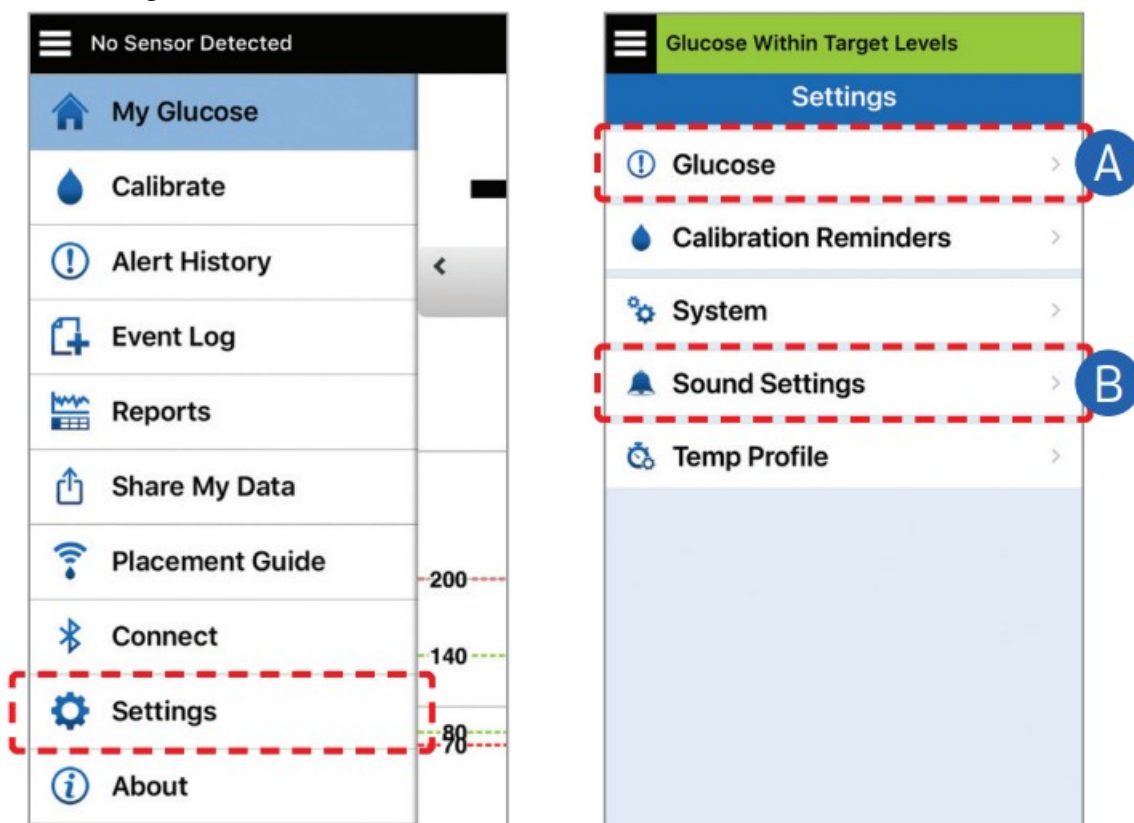 No Sensor Detected
My Glucose
Calibrate
Alert History
Event Log
Reports
Share My Data
Placement Guide
Connect
Settings
About
200
140
80
70
Glucose Within Target Levels
Settings
Glucose
A
Calibration Reminders
System
Sound Settings
B
Temp Profile